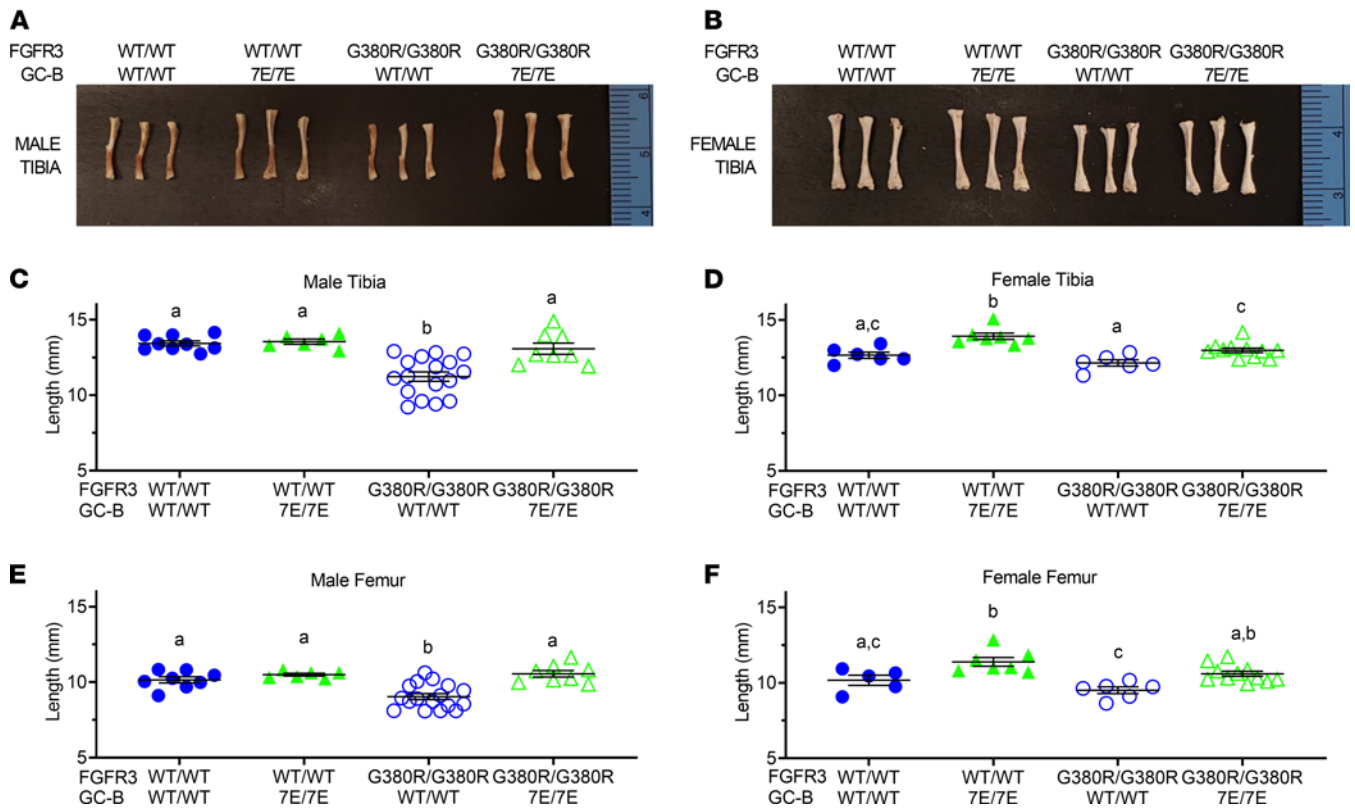 A
FGFR3 WT/WT WT/WT G380R/G380R G380R/G380R
GC-B WT/WT 7E/7E WT/WT 7E/7E
MALE
TIBIA
6
5
4
B
FGFR3 WT/WT WT/WT G380R/G380R G380R/G380R
GC-B WT/WT 7E/7E WT/WT 7E/7E
FEMALE
TIBIA
4
3
C
Male Tibia
Length (mm)
15
10
5
a a b a
FGFR3 WT/WT WT/WT G380R/G380R G380R/G380R
GC-B WT/WT 7E/7E WT/WT 7E/7E
D
Female Tibia
Length (mm)
15
10
5
a,c b a c
FGFR3 WT/WT WT/WT G380R/G380R G380R/G380R
GC-B WT/WT 7E/7E WT/WT 7E/7E
E
Male Femur
Length (mm)
15
10
5
a a b a
FGFR3 WT/WT WT/WT G380R/G380R G380R/G380R
GC-B WT/WT 7E/7E WT/WT 7E/7E
F
Female Femur
Length (mm)
15
10
5
a,c b c a,b
FGFR3 WT/WT WT/WT G380R/G380R G380R/G380R
GC-B WT/WT 7E/7E WT/WT 7E/7E